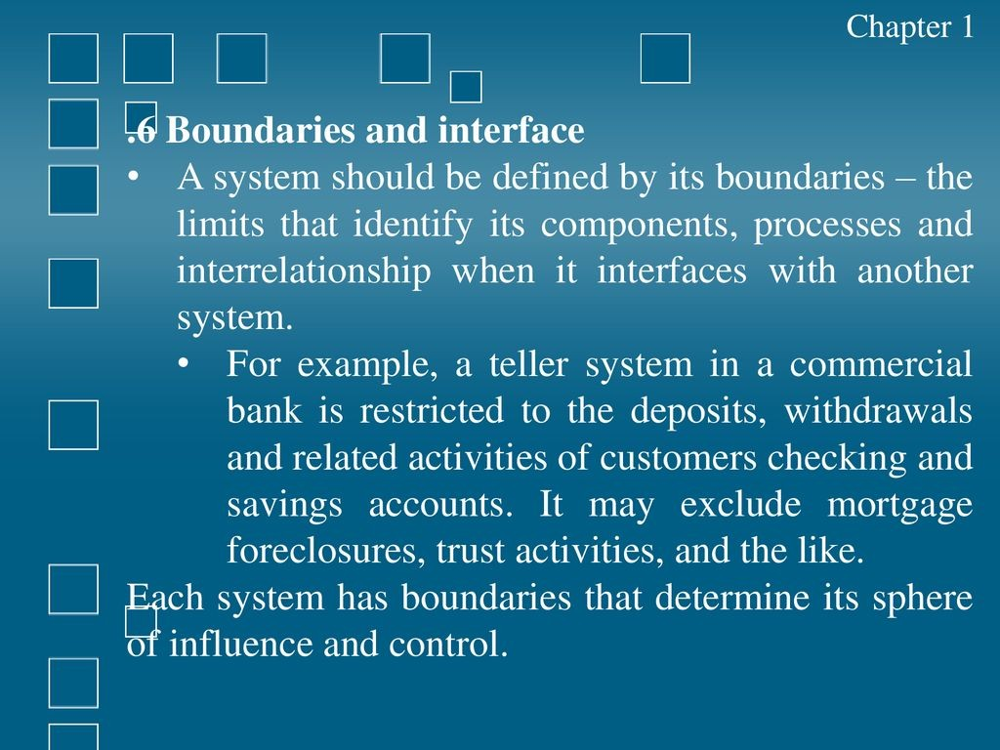 Chapter 1
.6 Boundaries and interface
• A system should be defined by its boundaries – the
limits that identify its components, processes and
interrelationship when it interfaces with another
system.
• For example, a teller system in a commercial
bank is restricted to the deposits, withdrawals
and related activities of customers checking and
savings accounts. It may exclude mortgage
foreclosures, trust activities, and the like.
Each system has boundaries that determine its sphere
of influence and control.